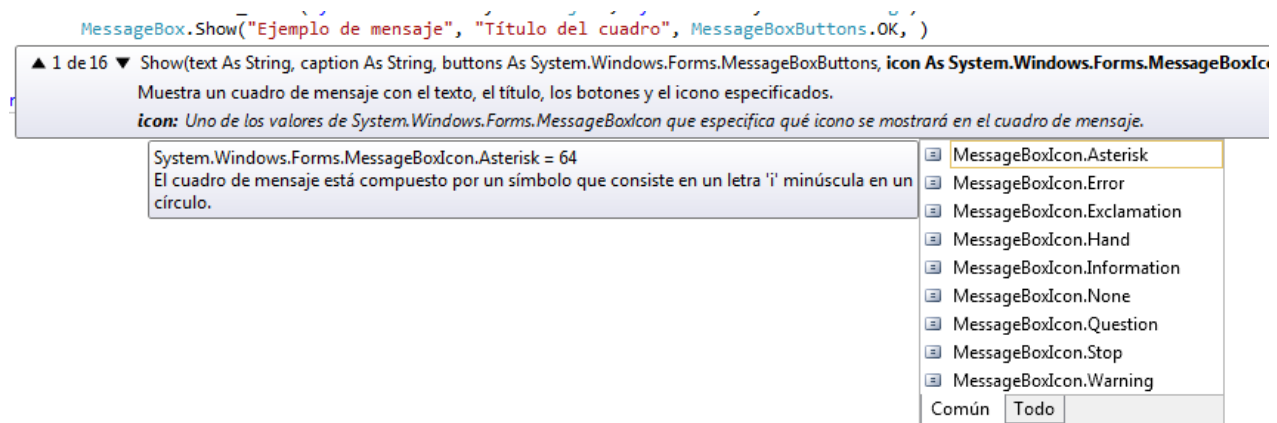 MessageBox.Show("Ejemplo de mensaje", "Título del cuadro", MessageBoxButtons.OK, )
▲ 1 de 16 ▼ Show(text As String, caption As String, buttons As System.Windows.Forms.MessageBoxButtons, icon As System.Windows.Forms.MessageBoxIc
Muestra un cuadro de mensaje con el texto, el título, los botones y el icono especificados.
icon: Uno de los valores de System.Windows.Forms.MessageBoxIcon que especifica qué icono se mostrará en el cuadro de mensaje.
System.Windows.Forms.MessageBoxIcon.Asterisk = 64
El cuadro de mensaje está compuesto por un símbolo que consiste en un letra 'i' minúscula en un
círculo.
MessageBoxIcon.Asterisk
MessageBoxIcon.Error
MessageBoxIcon.Exclamation
MessageBoxIcon.Hand
MessageBoxIcon.Information
MessageBoxIcon.None
MessageBoxIcon.Question
MessageBoxIcon.Stop
MessageBoxIcon.Warning
Común Todo